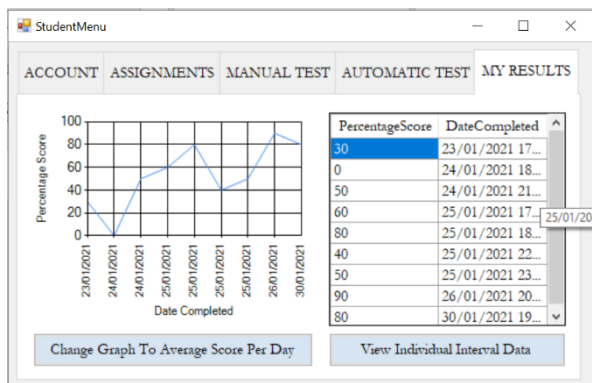 StudentMenu
ACCOUNT ASSIGNMENTS MANUAL TEST AUTOMATIC TEST MY RESULTS
Percentage Score
100
80
60
40
20
0
23/01/2021
24/01/2021
24/01/2021
25/01/2021
25/01/2021
25/01/2021
25/01/2021
26/01/2021
30/01/2021
Date Completed
PercentageScore DateCompleted
30 23/01/2021 17...
0 24/01/2021 18...
50 24/01/2021 21...
60 25/01/2021 17...
80 25/01/2021 18...
40 25/01/2021 22...
50 25/01/2021 23...
90 26/01/2021 20...
80 30/01/2021 19...
25/01/20
Change Graph To Average Score Per Day
View Individual Interval Data